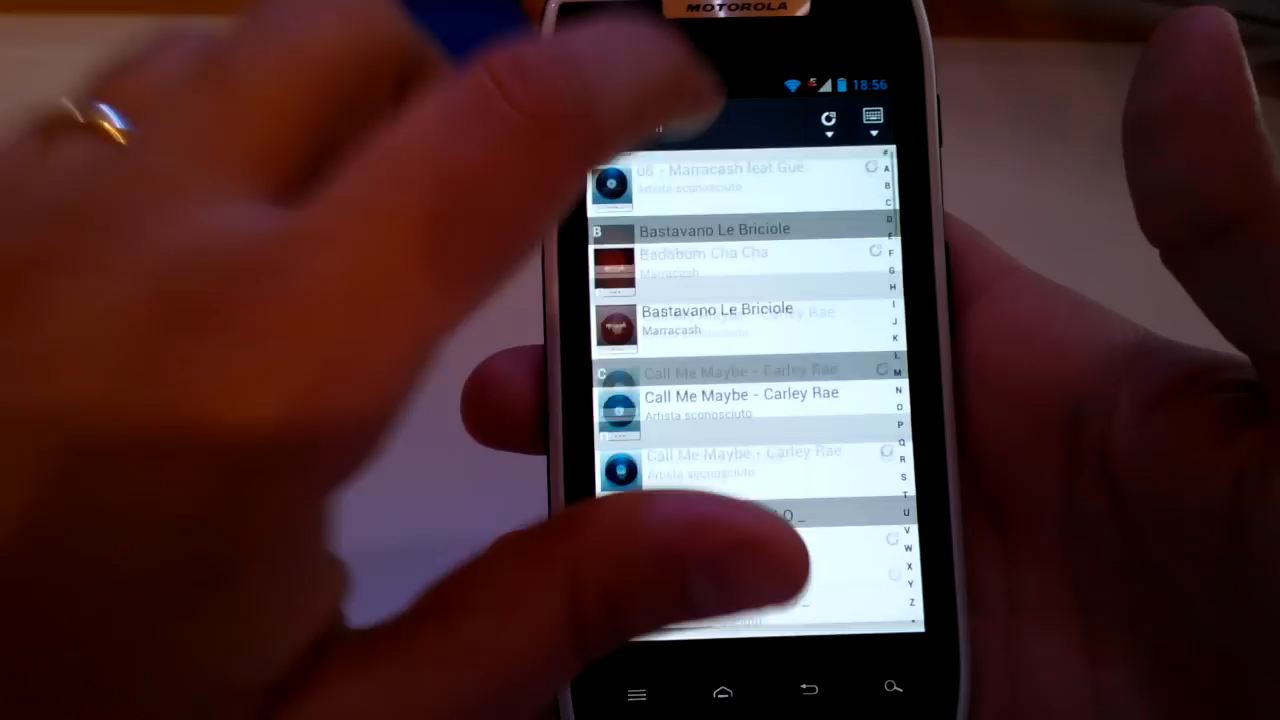 MOTOROLA
18:56
#
08 - Marracash feat Gue
Artista sconosciuto
A
B
C
D
E
F
G
H
I
J
K
L
M
N
O
P
Q
R
S
T
U
V
W
X
Y
Z
B
Bastavano Le Briciole
Badabum Cha Cha
Marracash
Bastavano Le Briciole
Marracash
C
Call Me Maybe - Carley Rae
Call Me Maybe - Carley Rae
Artista sconosciuto
Call Me Maybe - Carley Rae
Artista sconosciuto